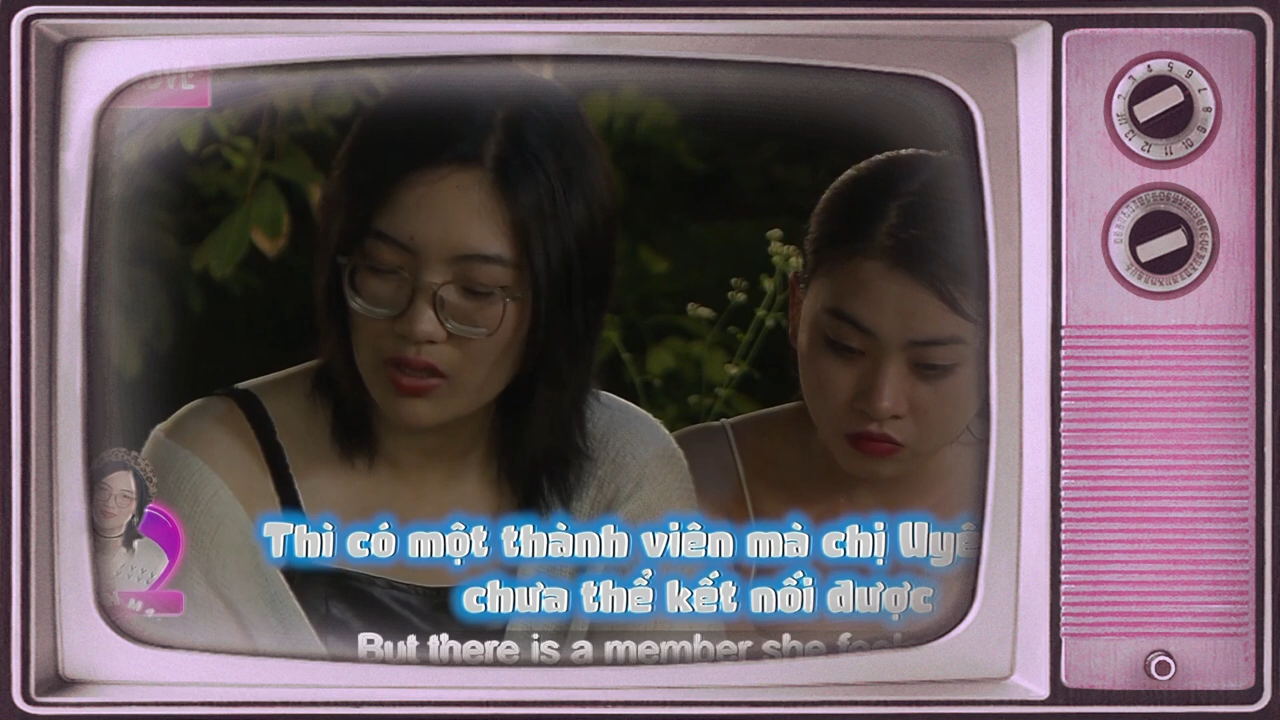 Thì có một thành viên mà chị
chưa thể kết nối được
But there is a member she